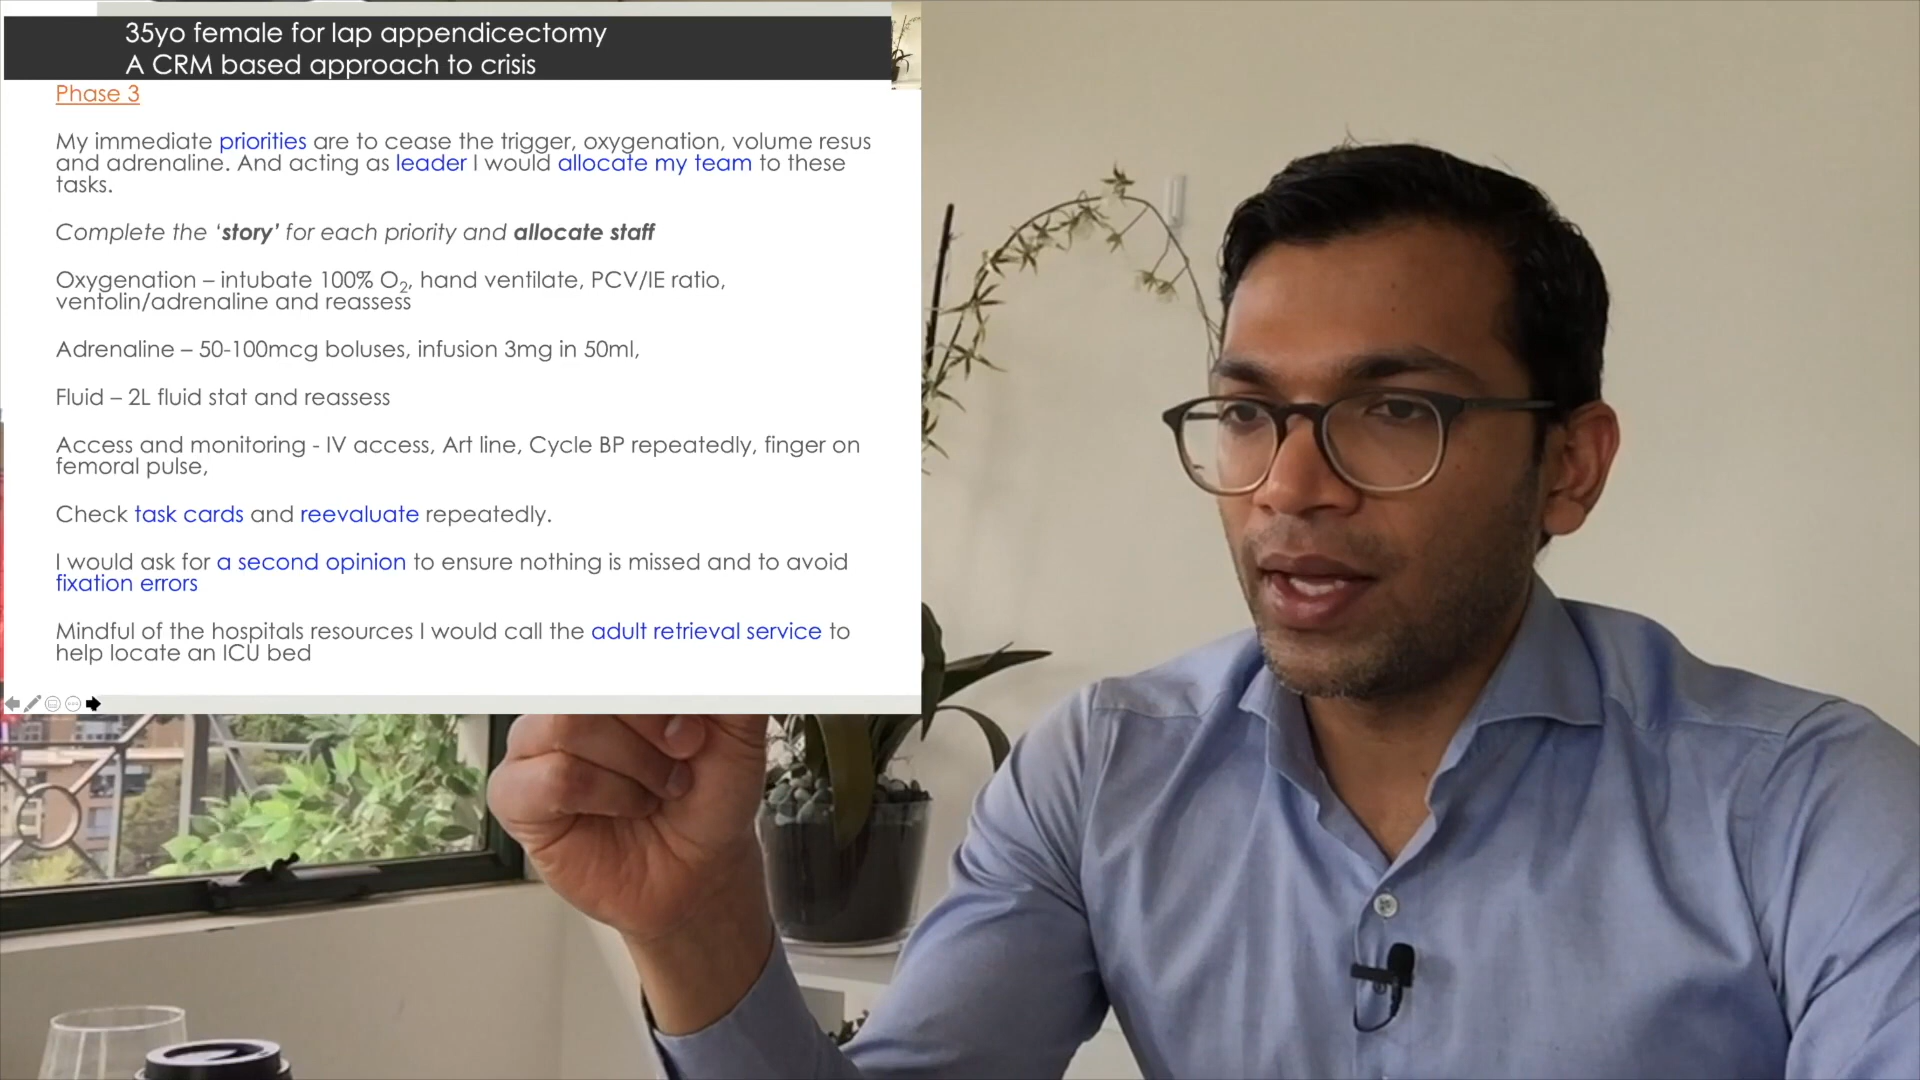 35yo female for lap appendicectomy
A CRM based approach to crisis
Phase 3
My immediate priorities are to cease the trigger, oxygenation, volume resus
and adrenaline. And acting as leader I would allocate my team to these
tasks.
Complete the ‘story’ for each priority and allocate staff
Oxygenation – intubate 100% O₂, hand ventilate, PCV/IE ratio,
ventolin/adrenaline and reassess
Adrenaline – 50-100mcg boluses, infusion 3mg in 50ml,
Fluid – 2L fluid stat and reassess
Access and monitoring - IV access, Art line, Cycle BP repeatedly, finger on
femoral pulse,
Check task cards and reevaluate repeatedly.
I would ask for a second opinion to ensure nothing is missed and to avoid
fixation errors
Mindful of the hospitals resources I would call the adult retrieval service to
help locate an ICU bed